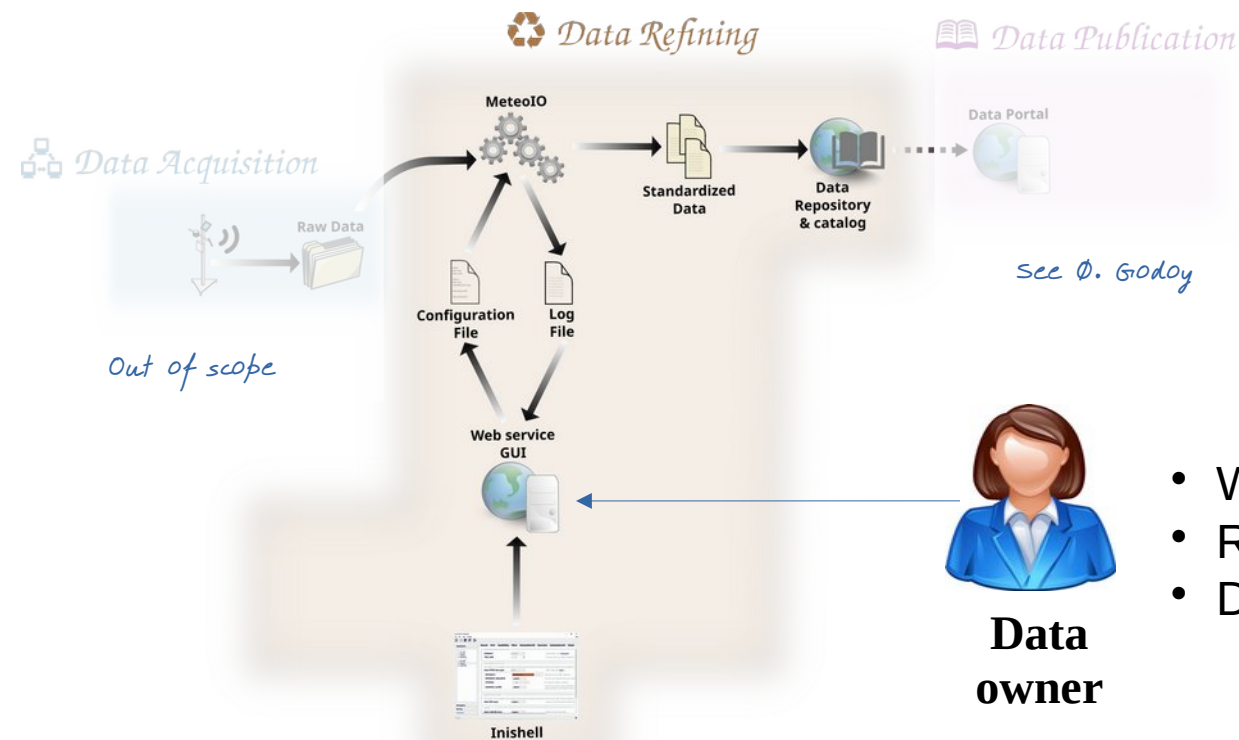 Data Refining
Data Publication
MeteoIO
Data Portal
Data Acquisition
Raw Data
Standardized
Data
Data
Repository
& catalog
See Ø. Godoy
Configuration
File
Log
File
Out of scope
Web service
GUI
• W
• R
• D
Data
owner
Inishell